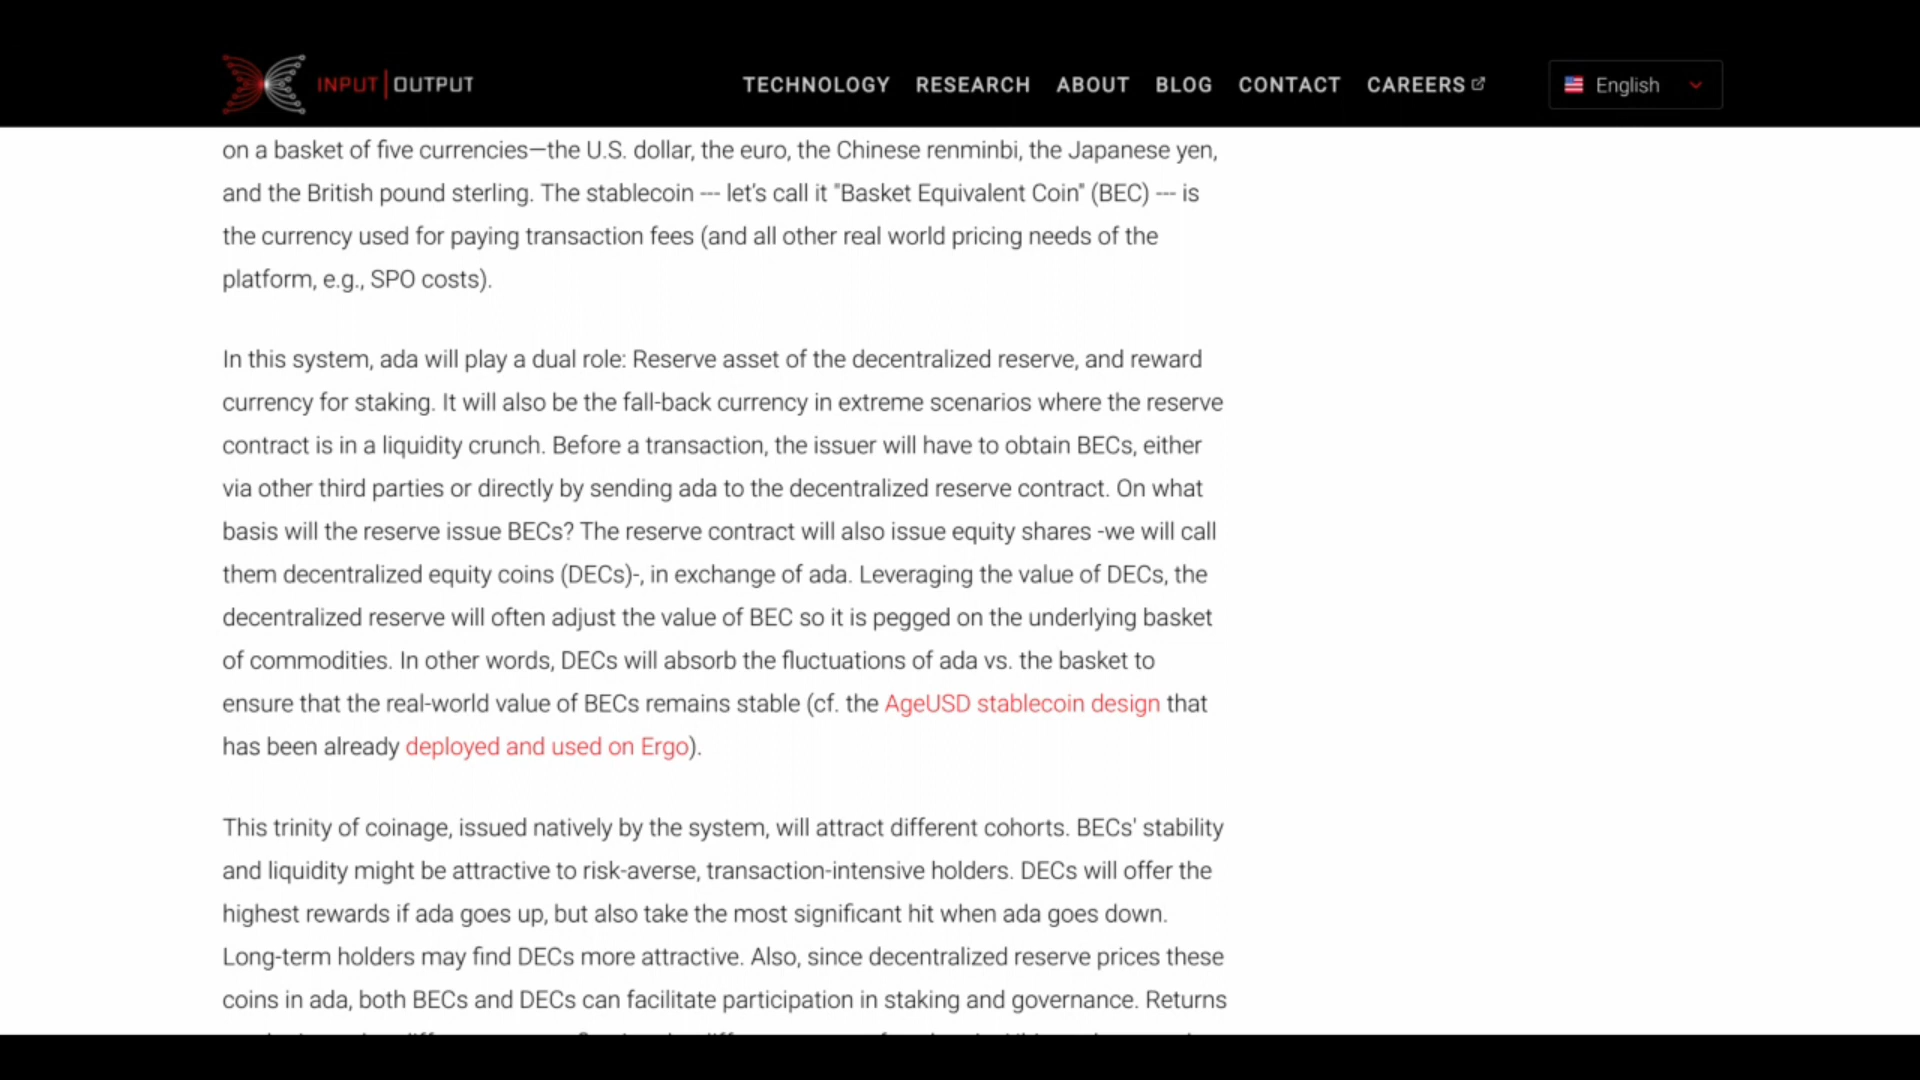 INPUT|OUTPUT
TECHNOLOGY RESEARCH ABOUT BLOG CONTACT CAREERS
English
on a basket of five currencies—the U.S. dollar, the euro, the Chinese renminbi, the Japanese yen,
and the British pound sterling. The stablecoin --- let's call it "Basket Equivalent Coin" (BEC) --- is
the currency used for paying transaction fees (and all other real world pricing needs of the
platform, e.g., SPO costs).
In this system, ada will play a dual role: Reserve asset of the decentralized reserve, and reward
currency for staking. It will also be the fall-back currency in extreme scenarios where the reserve
contract is in a liquidity crunch. Before a transaction, the issuer will have to obtain BECs, either
via other third parties or directly by sending ada to the decentralized reserve contract. On what
basis will the reserve issue BECs? The reserve contract will also issue equity shares -we will call
them decentralized equity coins (DECs)-, in exchange of ada. Leveraging the value of DECs, the
decentralized reserve will often adjust the value of BEC so it is pegged on the underlying basket
of commodities. In other words, DECs will absorb the fluctuations of ada vs. the basket to
ensure that the real-world value of BECs remains stable (cf. the AgeUSD stablecoin design that
has been already deployed and used on Ergo).
This trinity of coinage, issued natively by the system, will attract different cohorts. BECs' stability
and liquidity might be attractive to risk-averse, transaction-intensive holders. DECs will offer the
highest rewards if ada goes up, but also take the most significant hit when ada goes down.
Long-term holders may find DECs more attractive. Also, since decentralized reserve prices these
coins in ada, both BECs and DECs can facilitate participation in staking and governance. Returns